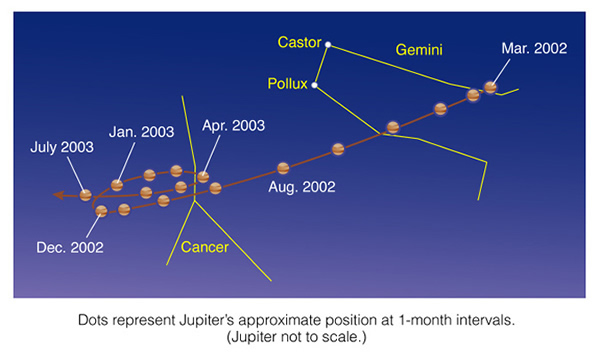 Castor
Gemini
Mar. 2002
Pollux
Apr. 2003
Jan. 2003
July 2003
Aug. 2002
Dec. 2002
Cancer
Dots represent Jupiter's approximate position at 1-month intervals.
(Jupiter not to scale.)